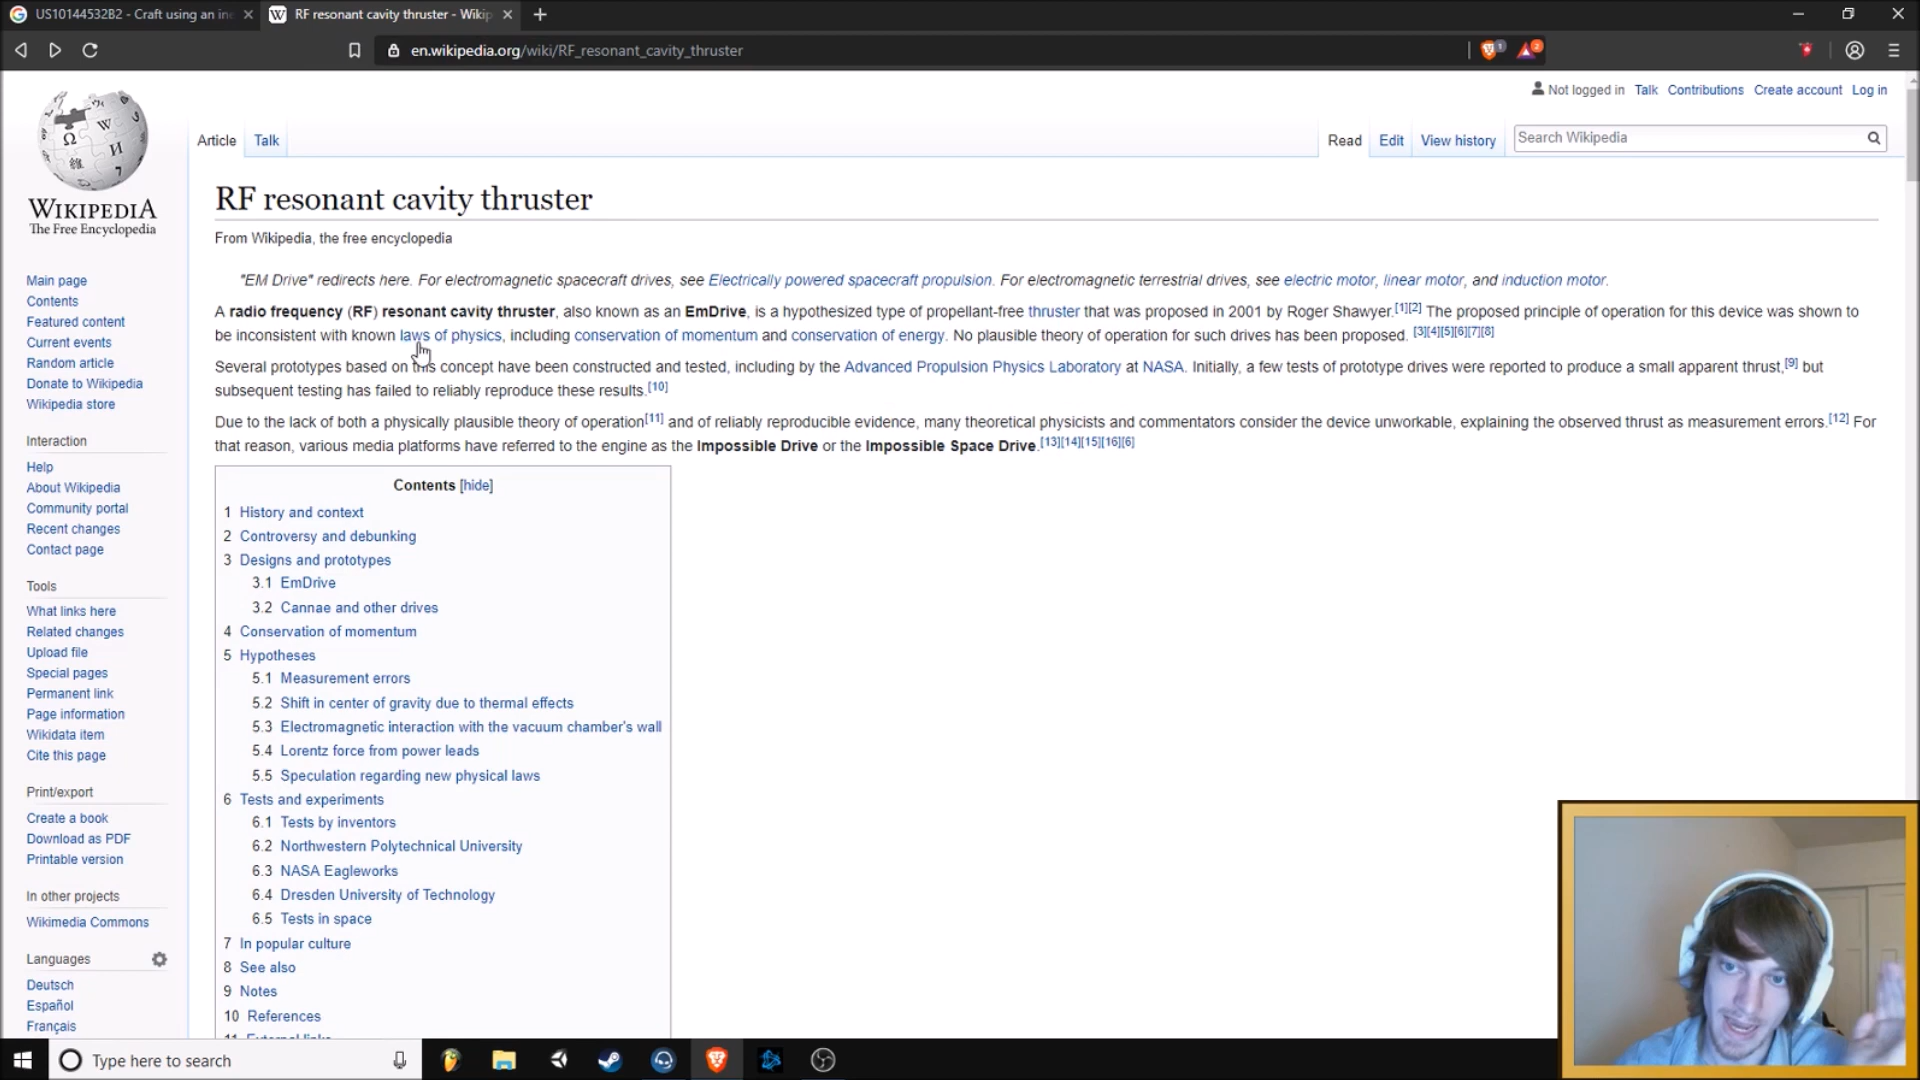 US10144532B2 - Craft using an ine
RF resonant cavity thruster - Wikip
en.wikipedia.org/wiki/RF_resonant_cavity_thruster
1
2
Not logged in Talk Contributions Create account Log in
Article Talk
Read Edit View history
Search Wikipedia
WIKIPEDIA
The Free Encyclopedia
Main page
Contents
Featured content
Current events
Random article
Donate to Wikipedia
Wikipedia store
Interaction
Help
About Wikipedia
Community portal
Recent changes
Contact page
Tools
What links here
Related changes
Upload file
Special pages
Permanent link
Page information
Wikidata item
Cite this page
Print/export
Create a book
Download as PDF
Printable version
In other projects
Wikimedia Commons
Languages
Deutsch
Español
Français
RF resonant cavity thruster
From Wikipedia, the free encyclopedia
"EM Drive" redirects here. For electromagnetic spacecraft drives, see Electrically powered spacecraft propulsion. For electromagnetic terrestrial drives, see electric motor, linear motor, and induction motor.
A radio frequency (RF) resonant cavity thruster, also known as an EmDrive, is a hypothesized type of propellant-free thruster that was proposed in 2001 by Roger Shawyer.[1][2] The proposed principle of operation for this device was shown to
be inconsistent with known laws of physics, including conservation of momentum and conservation of energy. No plausible theory of operation for such drives has been proposed. [3][4][5][6][7][8]
Several prototypes based on this concept have been constructed and tested, including by the Advanced Propulsion Physics Laboratory at NASA. Initially, a few tests of prototype drives were reported to produce a small apparent thrust,[9] but
subsequent testing has failed to reliably reproduce these results.[10]
Due to the lack of both a physically plausible theory of operation[11] and of reliably reproducible evidence, many theoretical physicists and commentators consider the device unworkable, explaining the observed thrust as measurement errors.[12] For
that reason, various media platforms have referred to the engine as the Impossible Drive or the Impossible Space Drive.[13][14][15][16][6]
Contents [hide]
1 History and context
2 Controversy and debunking
3 Designs and prototypes
3.1 EmDrive
3.2 Cannae and other drives
4 Conservation of momentum
5 Hypotheses
5.1 Measurement errors
5.2 Shift in center of gravity due to thermal effects
5.3 Electromagnetic interaction with the vacuum chamber's wall
5.4 Lorentz force from power leads
5.5 Speculation regarding new physical laws
6 Tests and experiments
6.1 Tests by inventors
6.2 Northwestern Polytechnical University
6.3 NASA Eagleworks
6.4 Dresden University of Technology
6.5 Tests in space
7 In popular culture
8 See also
9 Notes
10 References
11 External links
Type here to search